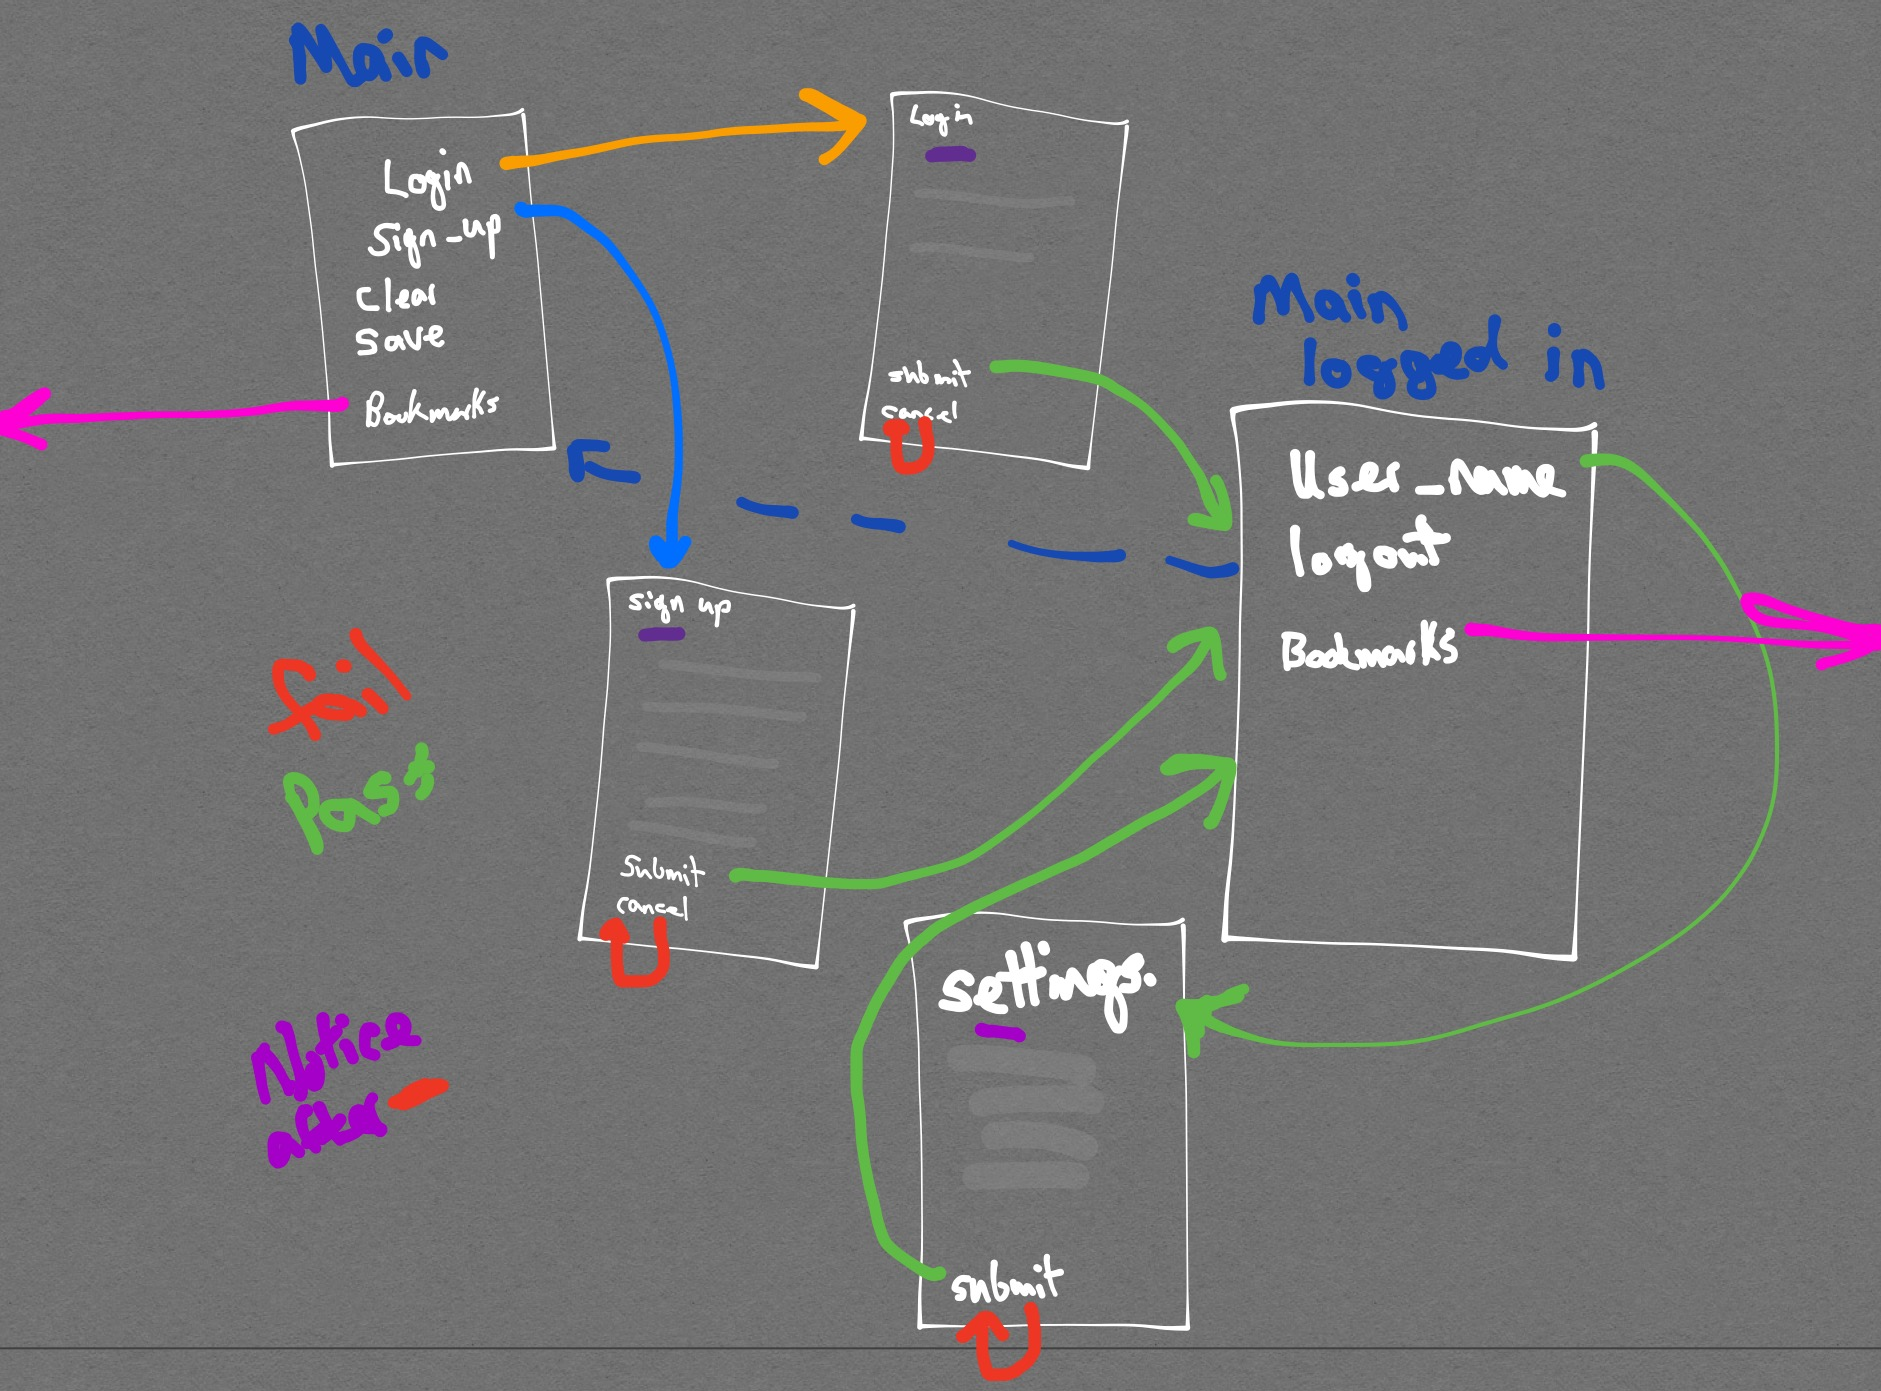 Main
Login
Sign_up
Clear
Save
Bookmarks
Login
submit
cancel
Main
logged in
User_name
logout
Bookmarks
sign up
Submit
cancel
fail
Pass
settings.
submit
Notice
after